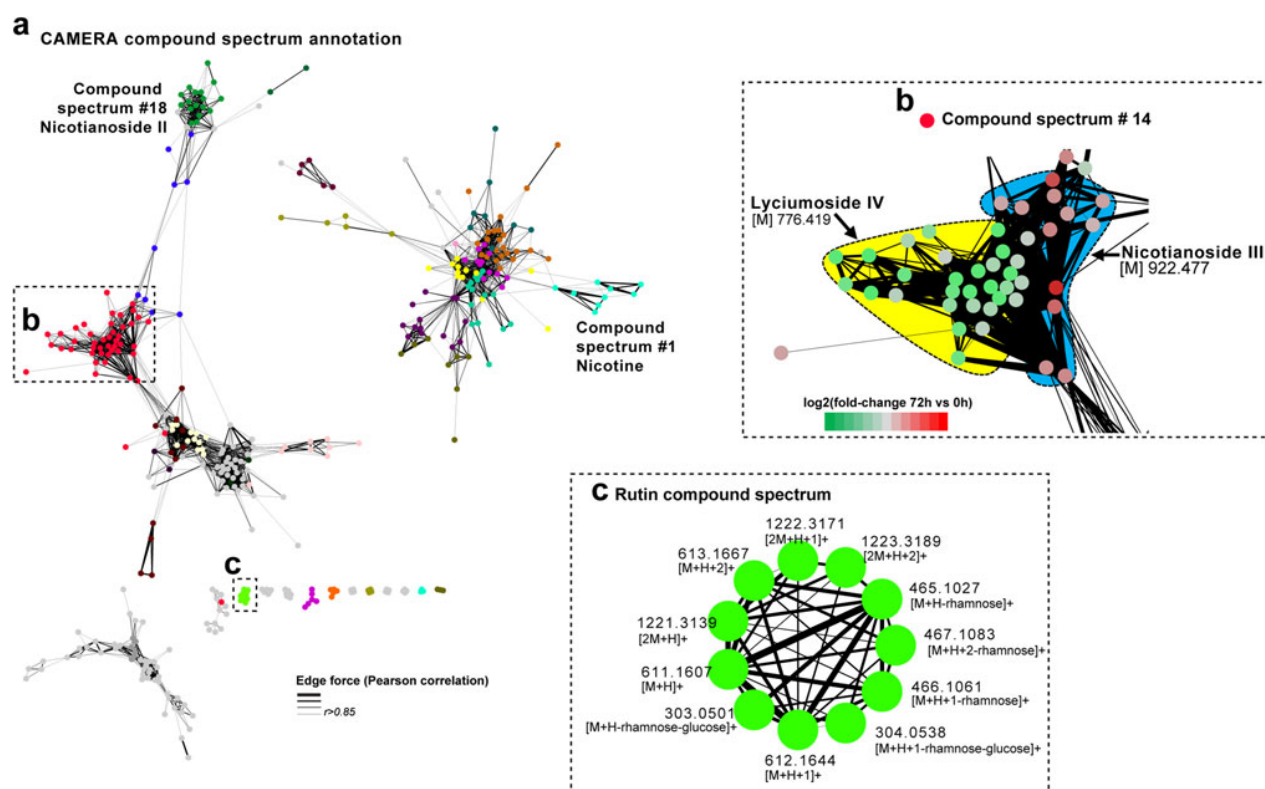 a
CAMERA compound spectrum annotation
Compound
spectrum #18
Nicotianoside II
b
Compound
spectrum #1
Nicotine
c
Edge force (Pearson correlation)
r>0.85
b
Compound spectrum # 14
Lyciumoside IV
[M] 776.419
Nicotianoside III
[M] 922.477
log2(fold-change 72h vs 0h)
c Rutin compound spectrum
1222.3171
[2M+H+1]+
1223.3189
[2M+H+2]+
613.1667
[M+H+2]+
465.1027
[M+H-rhamnose]+
1221.3139
[2M+H]+
467.1083
[M+H+2-rhamnose]+
611.1607
[M+H]+
466.1061
[M+H+1-rhamnose]+
303.0501
[M+H-rhamnose-glucose]+
304.0538
[M+H+1-rhamnose-glucose]+
612.1644
[M+H+1]+